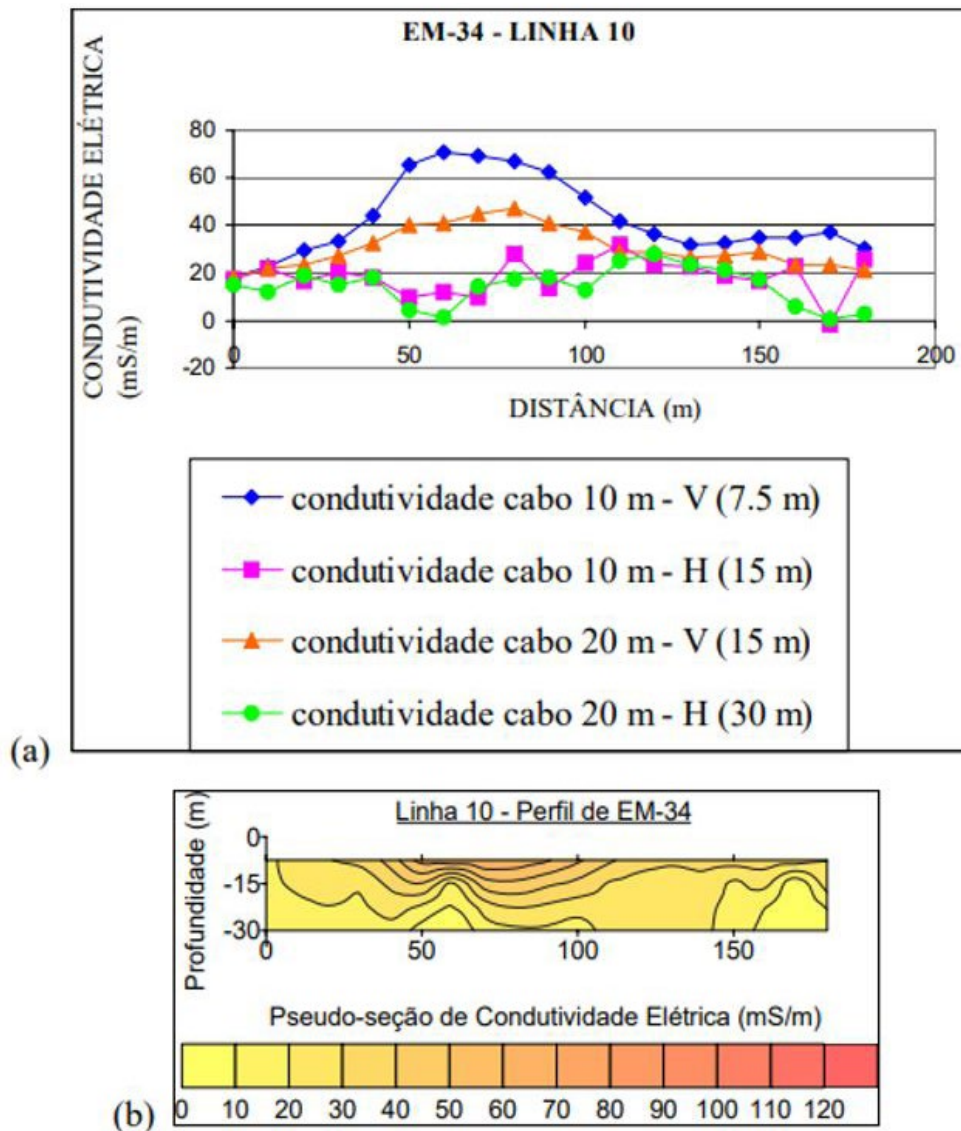 EM-34 - LINHA 10
CONDUTIVIDADE ELÉTRICA
(mS/m)
80
60
40
20
0
-20
0
50
100
150
200
DISTÂNCIA (m)
condutividade cabo 10 m - V (7.5 m)
condutividade cabo 10 m - H (15 m)
condutividade cabo 20 m - V (15 m)
condutividade cabo 20 m - H (30 m)
(a)
Linha 10 - Perfil de EM-34
Profundidade (m)
0
-15
-30
0
50
100
150
Pseudo-seção de Condutividade Elétrica (mS/m)
0 10 20 30 40 50 60 70 80 90 100 110 120
(b)